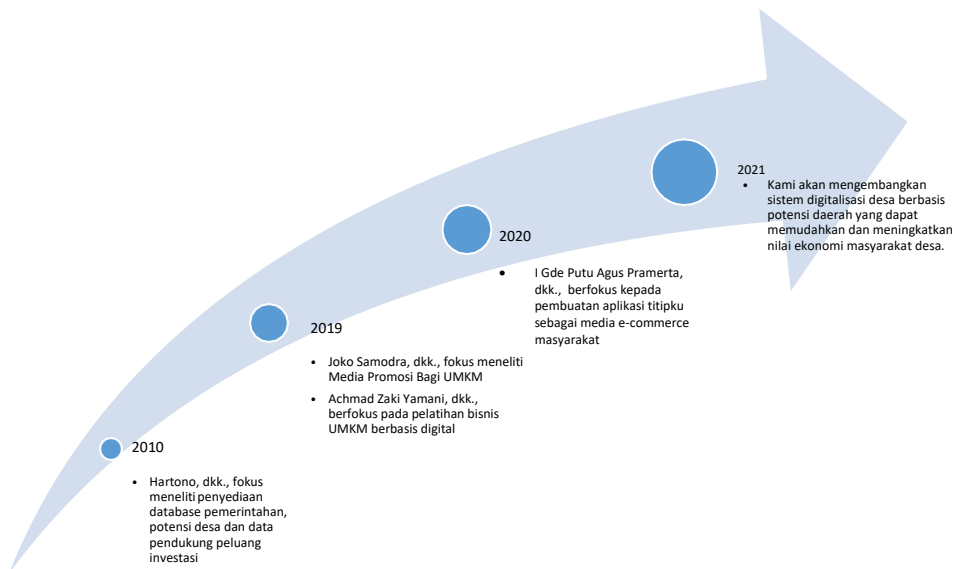 2021
• Kami akan mengembangkan
sistem digitalisasi desa berbasis
potensi daerah yang dapat
memudahkan dan meningkatkan
nilai ekonomi masyarakat desa.
2020
• I Gde Putu Agus Pramerta,
dkk., berfokus kepada
pembuatan aplikasi titipku
sebagai media e-commerce
masyarakat
2019
• Joko Samodra, dkk., fokus meneliti
Media Promosi Bagi UMKM
• Achmad Zaki Yamani, dkk.,
berfokus pada pelatihan bisnis
UMKM berbasis digital
2010
• Hartono, dkk., fokus
meneliti penyediaan
database pemerintahan,
potensi desa dan data
pendukung peluang
investasi